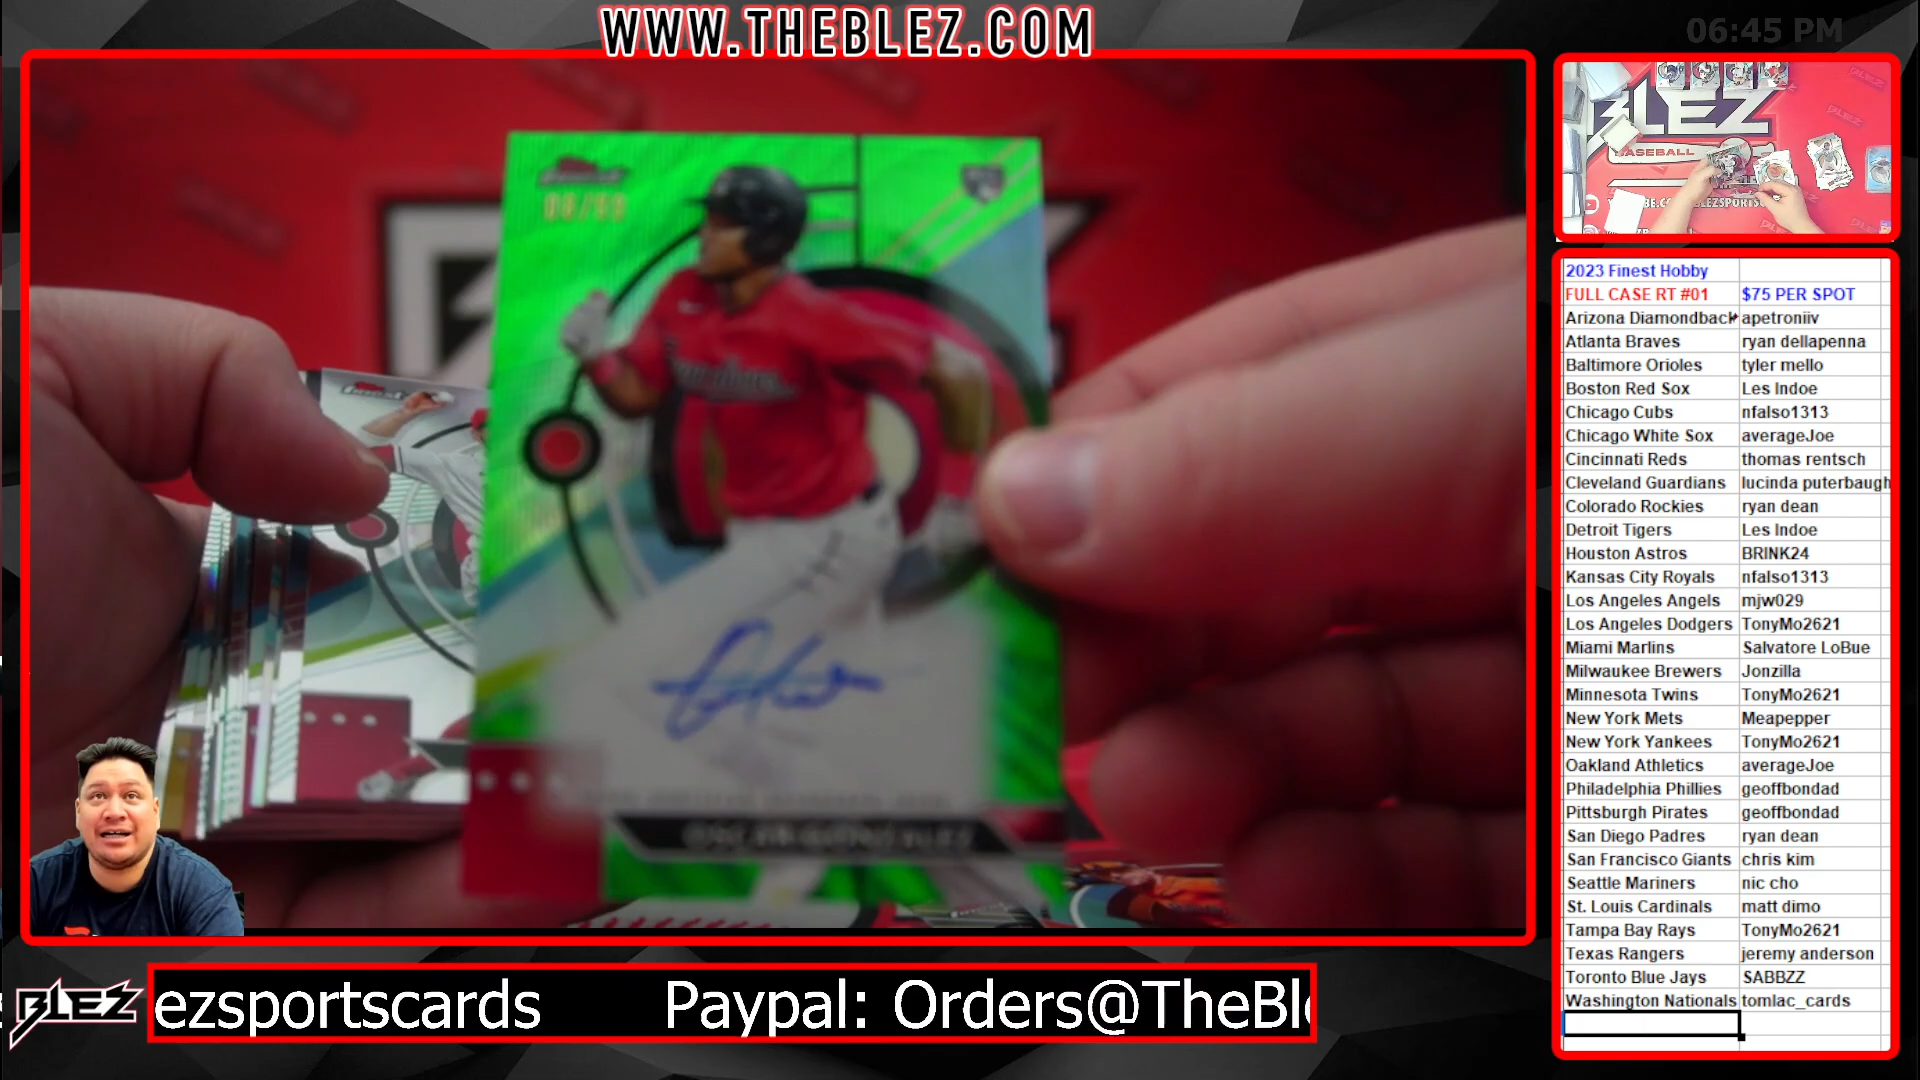 WWW.THEBLEZ.COM
06:45 PM
BLEZ
BASEBALL
finest
OSCAR GONZALEZ
2023 Finest Hobby
FULL CASE RT #01 $75 PER SPOT
Arizona Diamondback apetroniiv
Atlanta Braves ryan dellapenna
Baltimore Orioles tyler mello
Boston Red Sox Les Indoe
Chicago Cubs nfalso1313
Chicago White Sox averageJoe
Cincinnati Reds thomas rentsch
Cleveland Guardians lucinda puterbaugh
Colorado Rockies ryan dean
Detroit Tigers Les Indoe
Houston Astros BRINK24
Kansas City Royals nfalso1313
Los Angeles Angels mjw029
Los Angeles Dodgers TonyMo2621
Miami Marlins Salvatore LoBue
Milwaukee Brewers Jonzilla
Minnesota Twins TonyMo2621
New York Mets Meapepper
New York Yankees TonyMo2621
Oakland Athletics averageJoe
Philadelphia Phillies geoffbondad
Pittsburgh Pirates geoffbondad
San Diego Padres ryan dean
San Francisco Giants chris kim
Seattle Mariners nic cho
St. Louis Cardinals matt dimo
Tampa Bay Rays TonyMo2621
Texas Rangers jeremy anderson
Toronto Blue Jays SABBZZ
Washington Nationals tomlac_cards
BLEZ
ezsportscards Paypal: Orders@TheBle